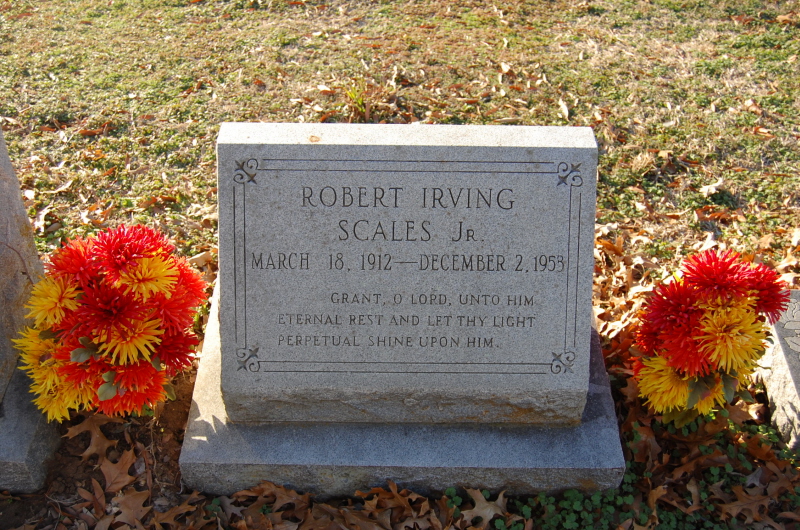 ROBERT IRVING
SCALES JR.
MARCH 18, 1912—DECEMBER 2, 1953
GRANT, O LORD, UNTO HIM
ETERNAL REST AND LET THY LIGHT
PERPETUAL SHINE UPON HIM.